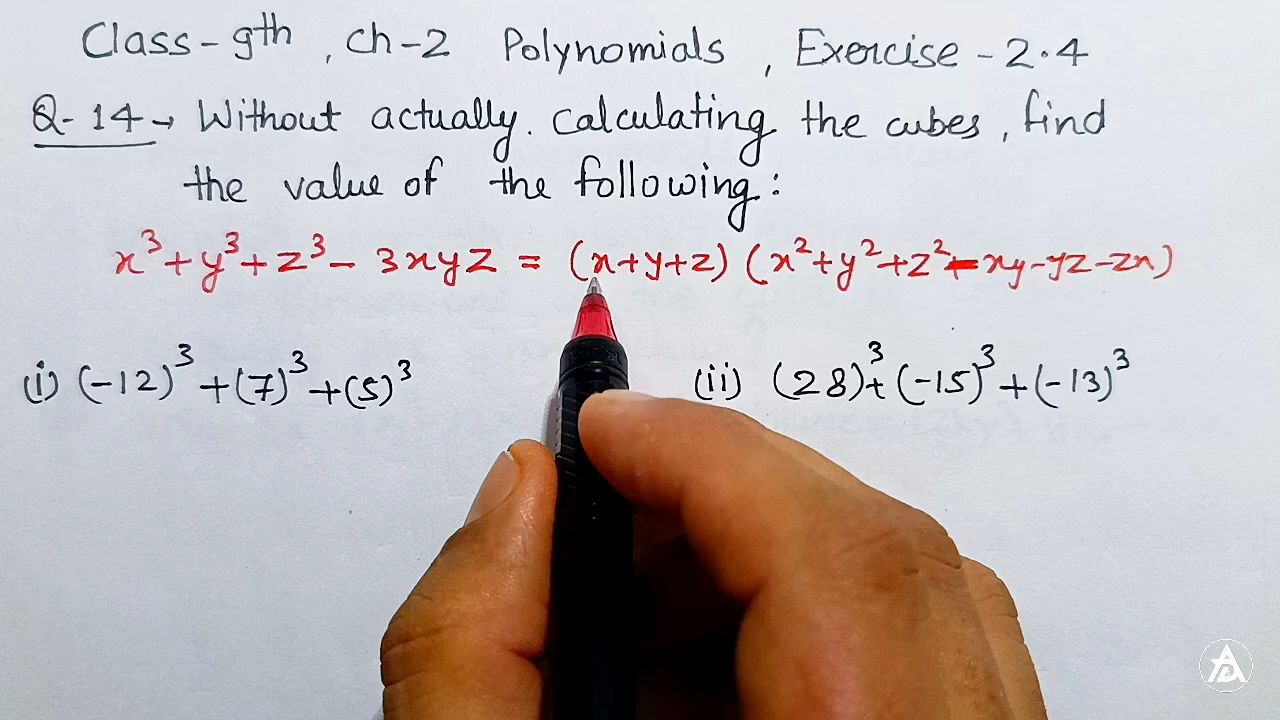 Class-9th, Ch-2 Polynomials, Exercise-2.4
Q-14→ Without actually. calculating the cubes, find
the value of the following:
x³+y³+z³-3xyz = (x+y+z)(x²+y²+z²-xy-yz-zx)
(i) (-12)³+(7)³+(5)³ (ii) (28)³+(-15)³+(-13)³